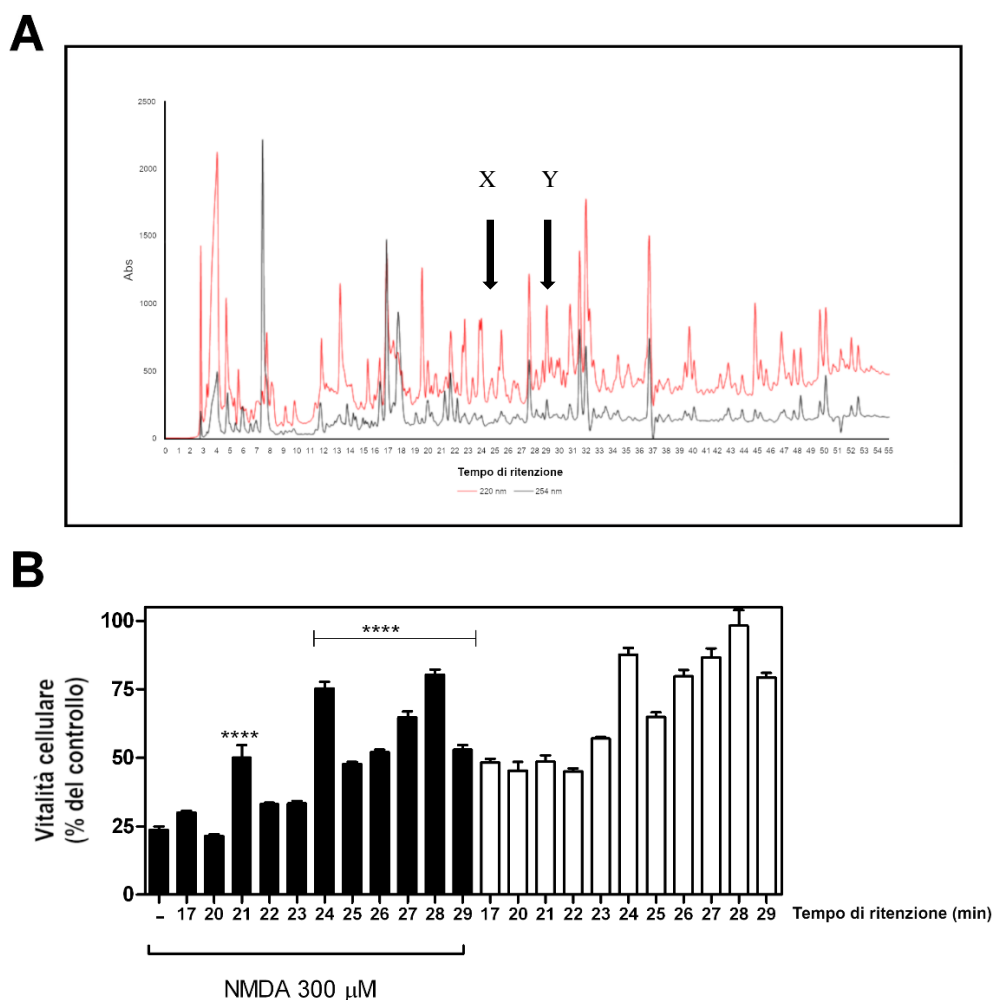 A
2500
2000
1500
1000
500
0
Abs
X Y
0 1 2 3 4 5 6 7 8 9 10 11 12 13 14 15 16 17 18 19 20 21 22 23 24 25 26 27 28 29 30 31 32 33 34 35 36 37 38 39 40 41 42 43 44 45 46 47 48 49 50 51 52 53 54 55
Tempo di ritenzione
220 nm 254 nm
B
Vitalità cellulare
(% del controllo)
100
75
50
25
0
****
****
- 17 20 21 22 23 24 25 26 27 28 29 17 20 21 22 23 24 25 26 27 28 29 Tempo di ritenzione (min)
NMDA 300 µM